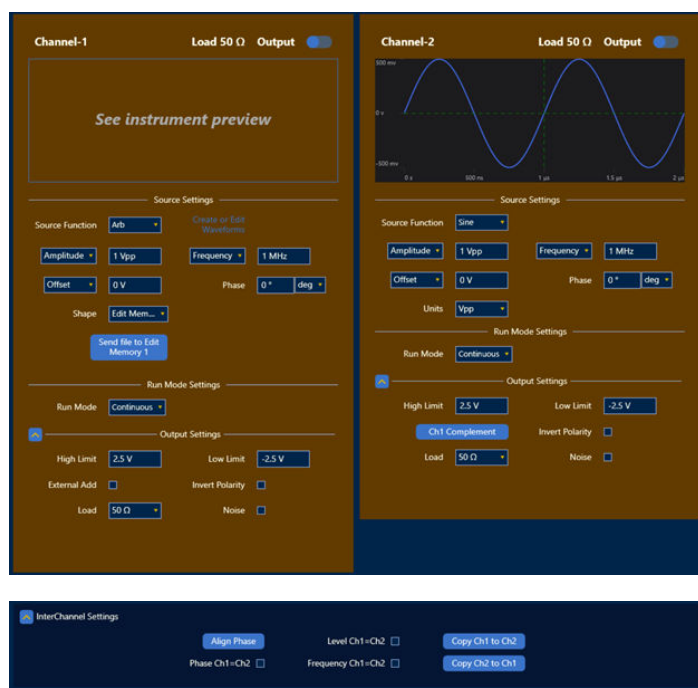 Channel-1 Load 50 Ω Output
See instrument preview
Source Settings
Source Function Arb Create or Edit Waveforms
Amplitude 1 Vpp Frequency 1 MHz
Offset 0 V Phase 0 ° deg
Shape Edit Mem...
Send file to Edit
Memory 1
Run Mode Settings
Run Mode Continuous
Output Settings
High Limit 2.5 V Low Limit -2.5 V
External Add Invert Polarity
Load 50 Ω Noise
Channel-2 Load 50 Ω Output
500 mv
0 v
-500 mv
0 s 500 ns 1 µs 1.5 µs 2 µs
Source Settings
Source Function Sine
Amplitude 1 Vpp Frequency 1 MHz
Offset 0 V Phase 0 ° deg
Units Vpp
Run Mode Settings
Run Mode Continuous
Output Settings
High Limit 2.5 V Low Limit -2.5 V
Ch1 Complement Invert Polarity
Load 50 Ω Noise
InterChannel Settings
Align Phase Level Ch1=Ch2 Copy Ch1 to Ch2
Phase Ch1=Ch2 Frequency Ch1=Ch2 Copy Ch2 to Ch1